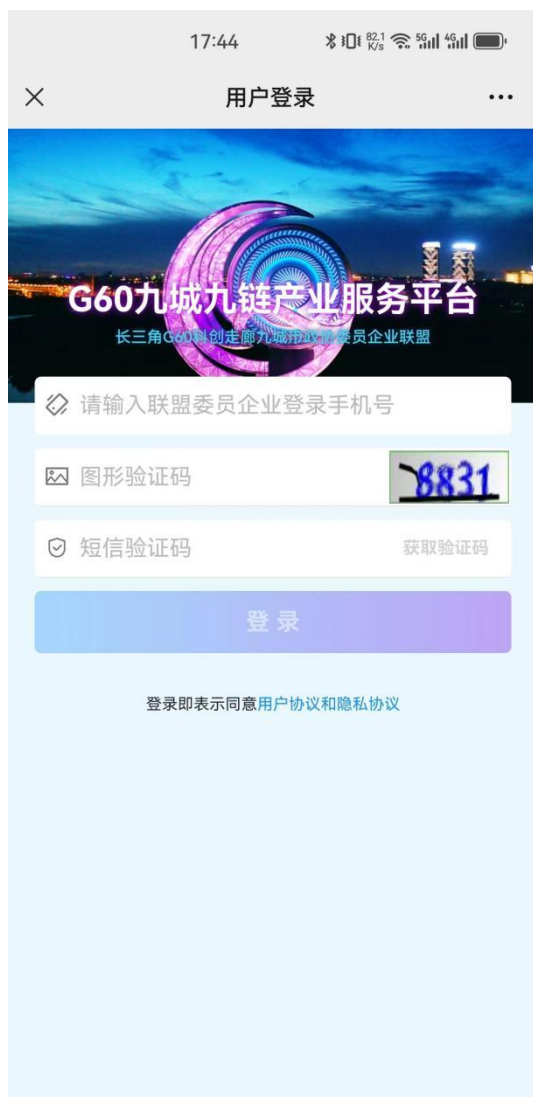 17:44
82.1
K/s
5G
4G
用户登录
G60九城九链产业服务平台
长三角G60科创走廊九城市政协委员企业联盟
请输入联盟委员企业登录手机号
图形验证码
8831
短信验证码
获取验证码
登录
登录即表示同意用户协议和隐私协议